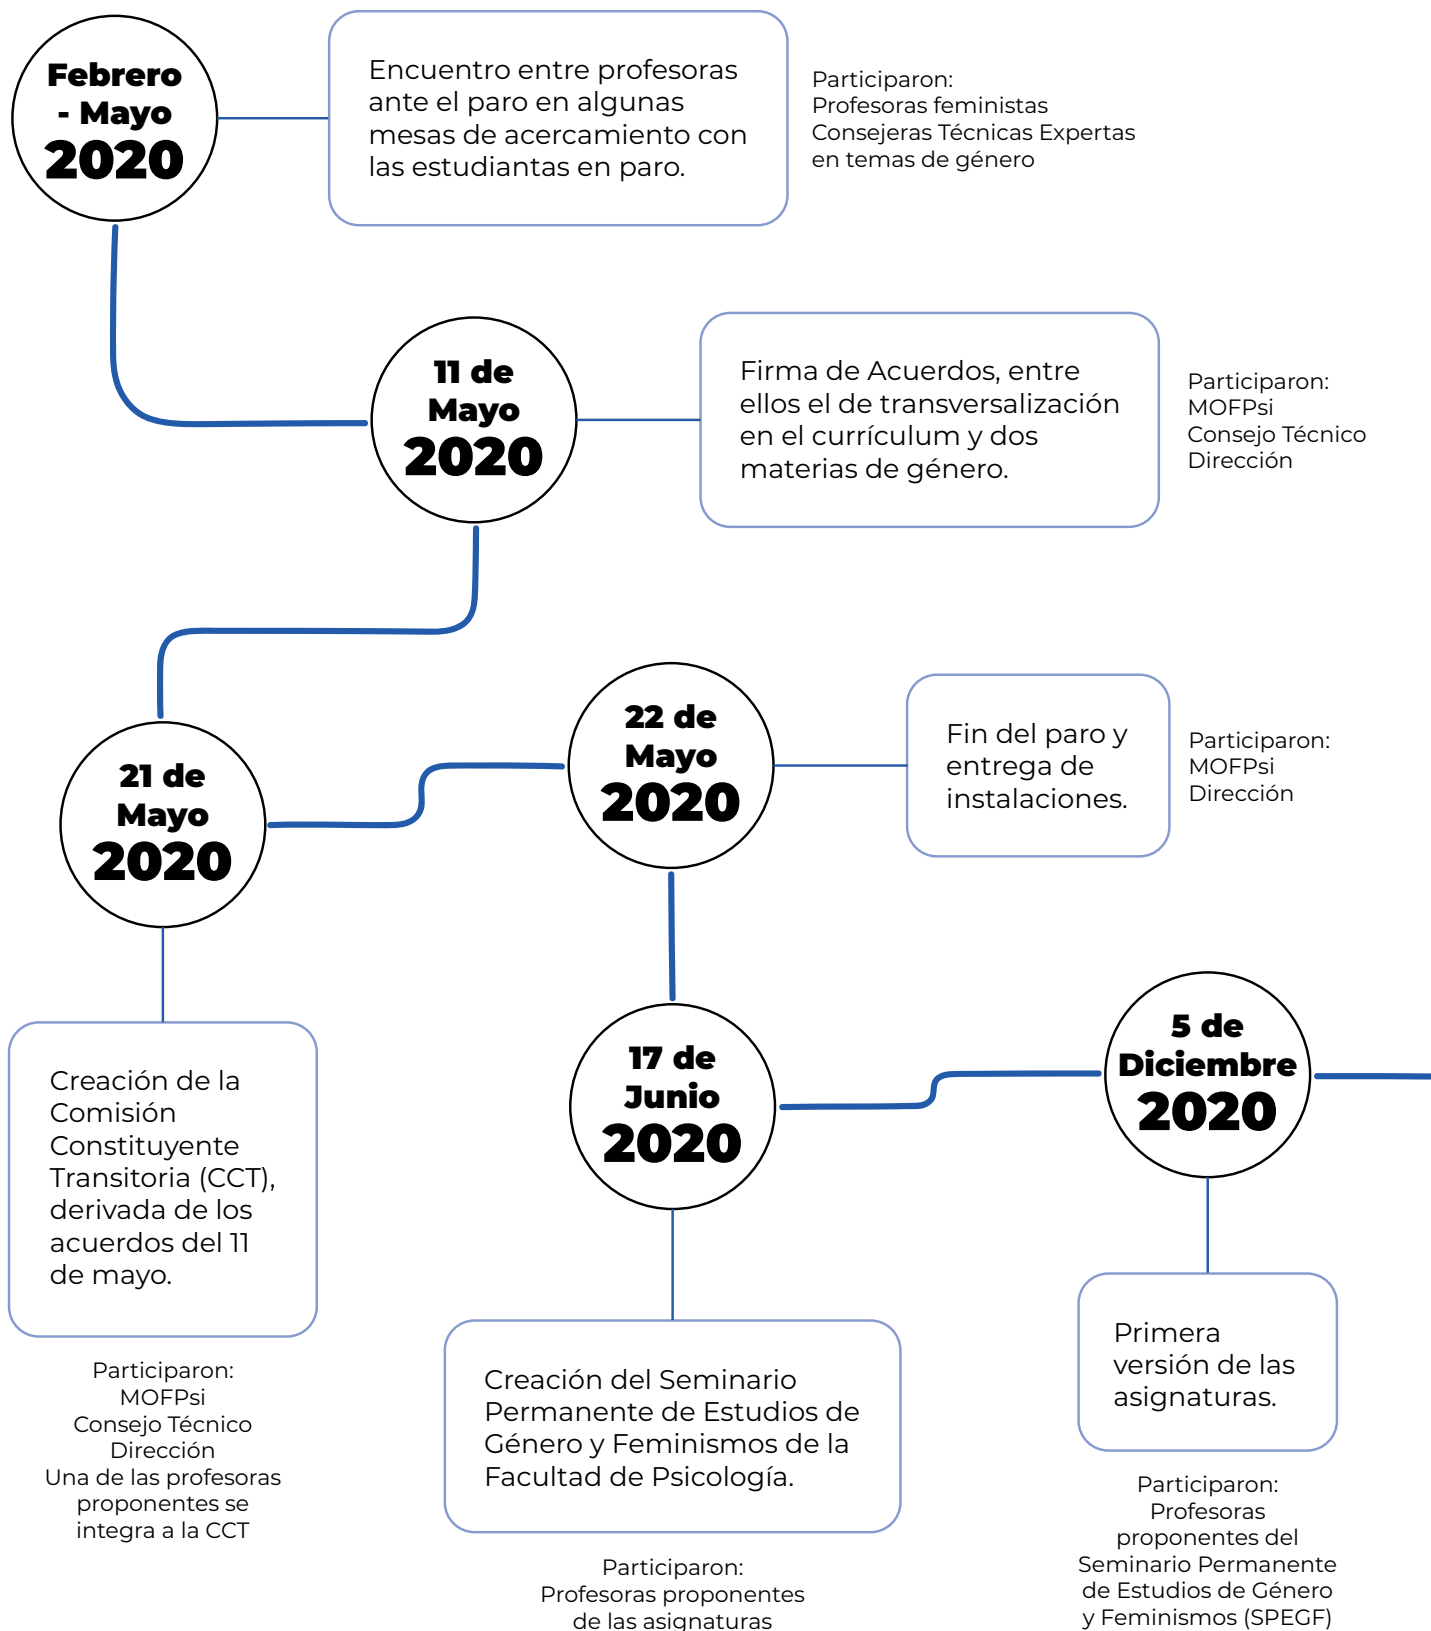 Febrero
- Mayo
2020
Encuentro entre profesoras
ante el paro en algunas
mesas de acercamiento con
las estudiantas en paro.
Participaron:
Profesoras feministas
Consejeras Técnicas Expertas
en temas de género
11 de
Mayo
2020
Firma de Acuerdos, entre
ellos el de transversalización
en el currículum y dos
materias de género.
Participaron:
MOFPsi
Consejo Técnico
Dirección
21 de
Mayo
2020
Creación de la
Comisión
Constituyente
Transitoria (CCT),
derivada de los
acuerdos del 11
de mayo.
Participaron:
MOFPsi
Consejo Técnico
Dirección
Una de las profesoras
proponentes se
integra a la CCT
22 de
Mayo
2020
Fin del paro y
entrega de
instalaciones.
Participaron:
MOFPsi
Dirección
17 de
Junio
2020
Creación del Seminario
Permanente de Estudios de
Género y Feminismos de la
Facultad de Psicología.
Participaron:
Profesoras proponentes
de las asignaturas
5 de
Diciembre
2020
Primera
versión de las
asignaturas.
Participaron:
Profesoras
proponentes del
Seminario Permanente
de Estudios de Género
y Feminismos (SPEGF)